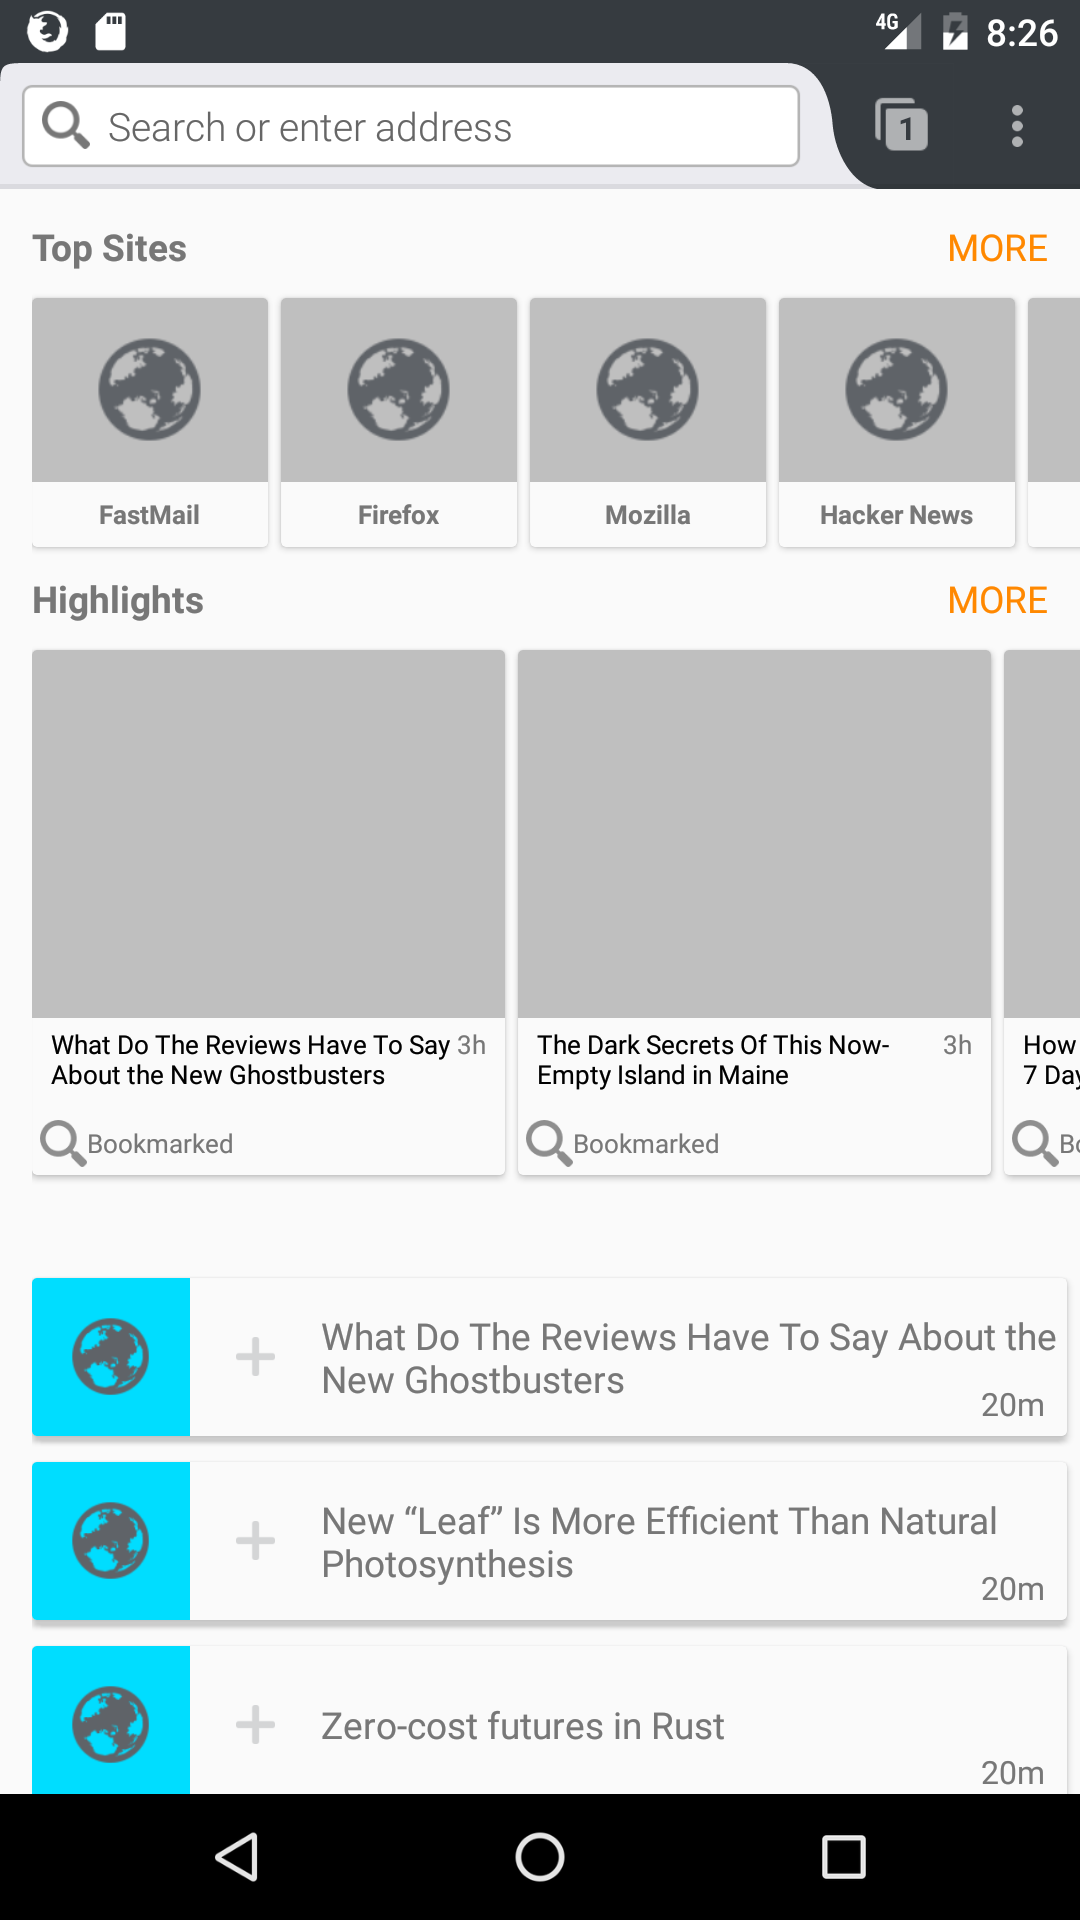 4G 8:26
Search or enter address
1
Top Sites MORE
FastMail Firefox Mozilla Hacker News
Highlights MORE
What Do The Reviews Have To Say 3h
About the New Ghostbusters
Bookmarked
The Dark Secrets Of This Now- 3h
Empty Island in Maine
Bookmarked
How
7 Day
What Do The Reviews Have To Say About the
New Ghostbusters
20m
New “Leaf” Is More Efficient Than Natural
Photosynthesis
20m
Zero-cost futures in Rust
20m